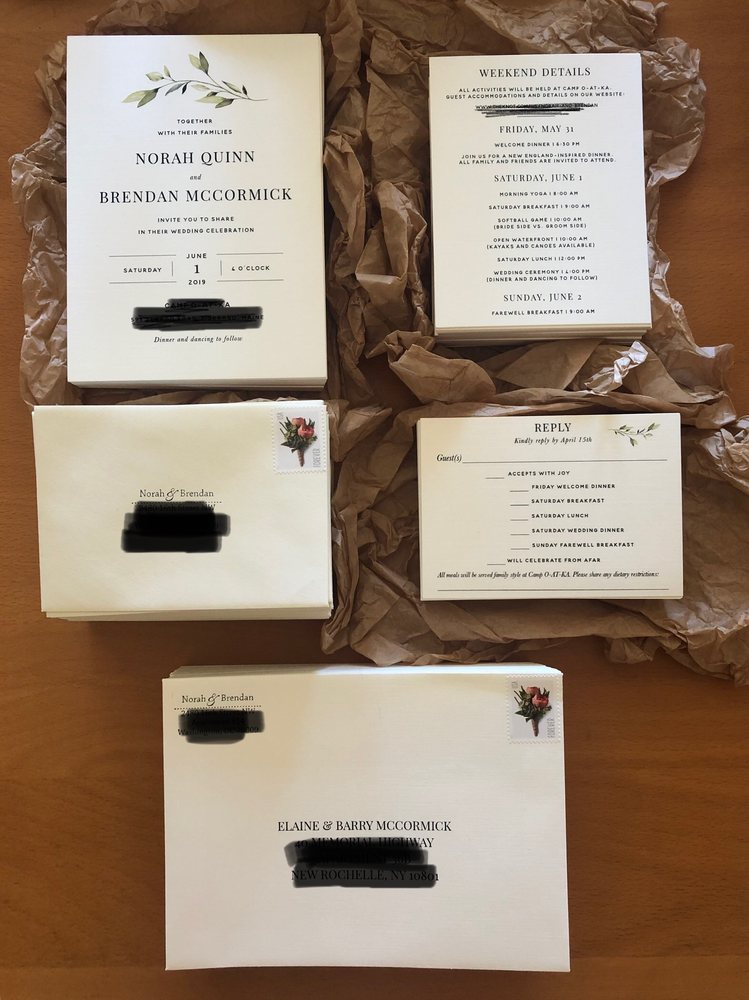 TOGETHER
WITH THEIR FAMILIES
NORAH QUINN
and
BRENDAN MCCORMICK
INVITE YOU TO SHARE
IN THEIR WEDDING CELEBRATION
JUNE
SATURDAY 1 4 O'CLOCK
2019
Dinner and dancing to follow
WEEKEND DETAILS
ALL ACTIVITIES WILL BE HELD AT CAMP O-AT-KA.
GUEST ACCOMMODATIONS AND DETAILS ON OUR WEBSITE:
FRIDAY, MAY 31
WELCOME DINNER | 6:30 PM
JOIN US FOR A NEW ENGLAND-INSPIRED DINNER.
ALL FAMILY AND FRIENDS ARE INVITED TO ATTEND.
SATURDAY, JUNE 1
MORNING YOGA | 8:00 AM
SATURDAY BREAKFAST | 9:00 AM
SOFTBALL GAME | 10:00 AM
(BRIDE SIDE VS. GROOM SIDE)
OPEN WATERFRONT | 10:00 AM
(KAYAKS AND CANOES AVAILABLE)
SATURDAY LUNCH | 12:00 PM
WEDDING CEREMONY | 4:00 PM
(DINNER AND DANCING TO FOLLOW)
SUNDAY, JUNE 2
FAREWELL BREAKFAST | 9:00 AM
USA
FOREVER
Norah & Brendan
REPLY
Kindly reply by April 15th
Guest(s)
ACCEPTS WITH JOY
FRIDAY WELCOME DINNER
SATURDAY BREAKFAST
SATURDAY LUNCH
SATURDAY WEDDING DINNER
SUNDAY FAREWELL BREAKFAST
WILL CELEBRATE FROM AFAR
All meals will be served family style at Camp O-AT-KA. Please share any dietary restrictions:
Norah & Brendan
USA
FOREVER
ELAINE & BARRY MCCORMICK